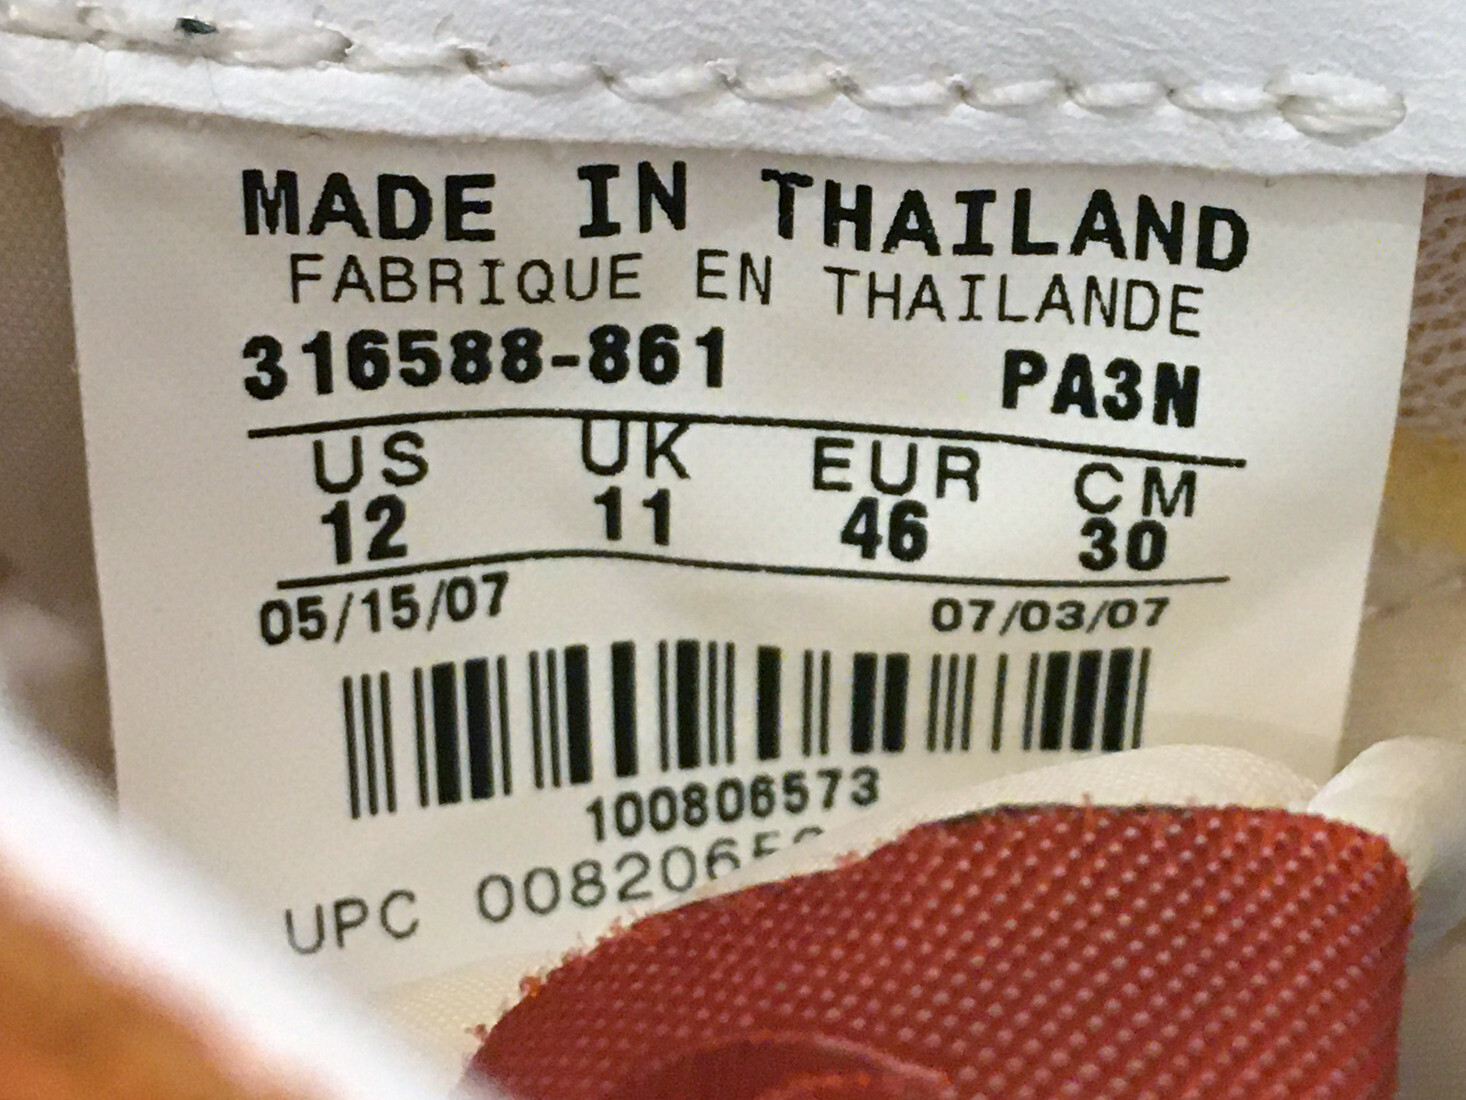 MADE IN THAILAND
FABRIQUE EN THAILANDE
316588-861 PA3N
US UK EUR CM
12 11 46 30
05/15/07 07/03/07
100806573
UPC